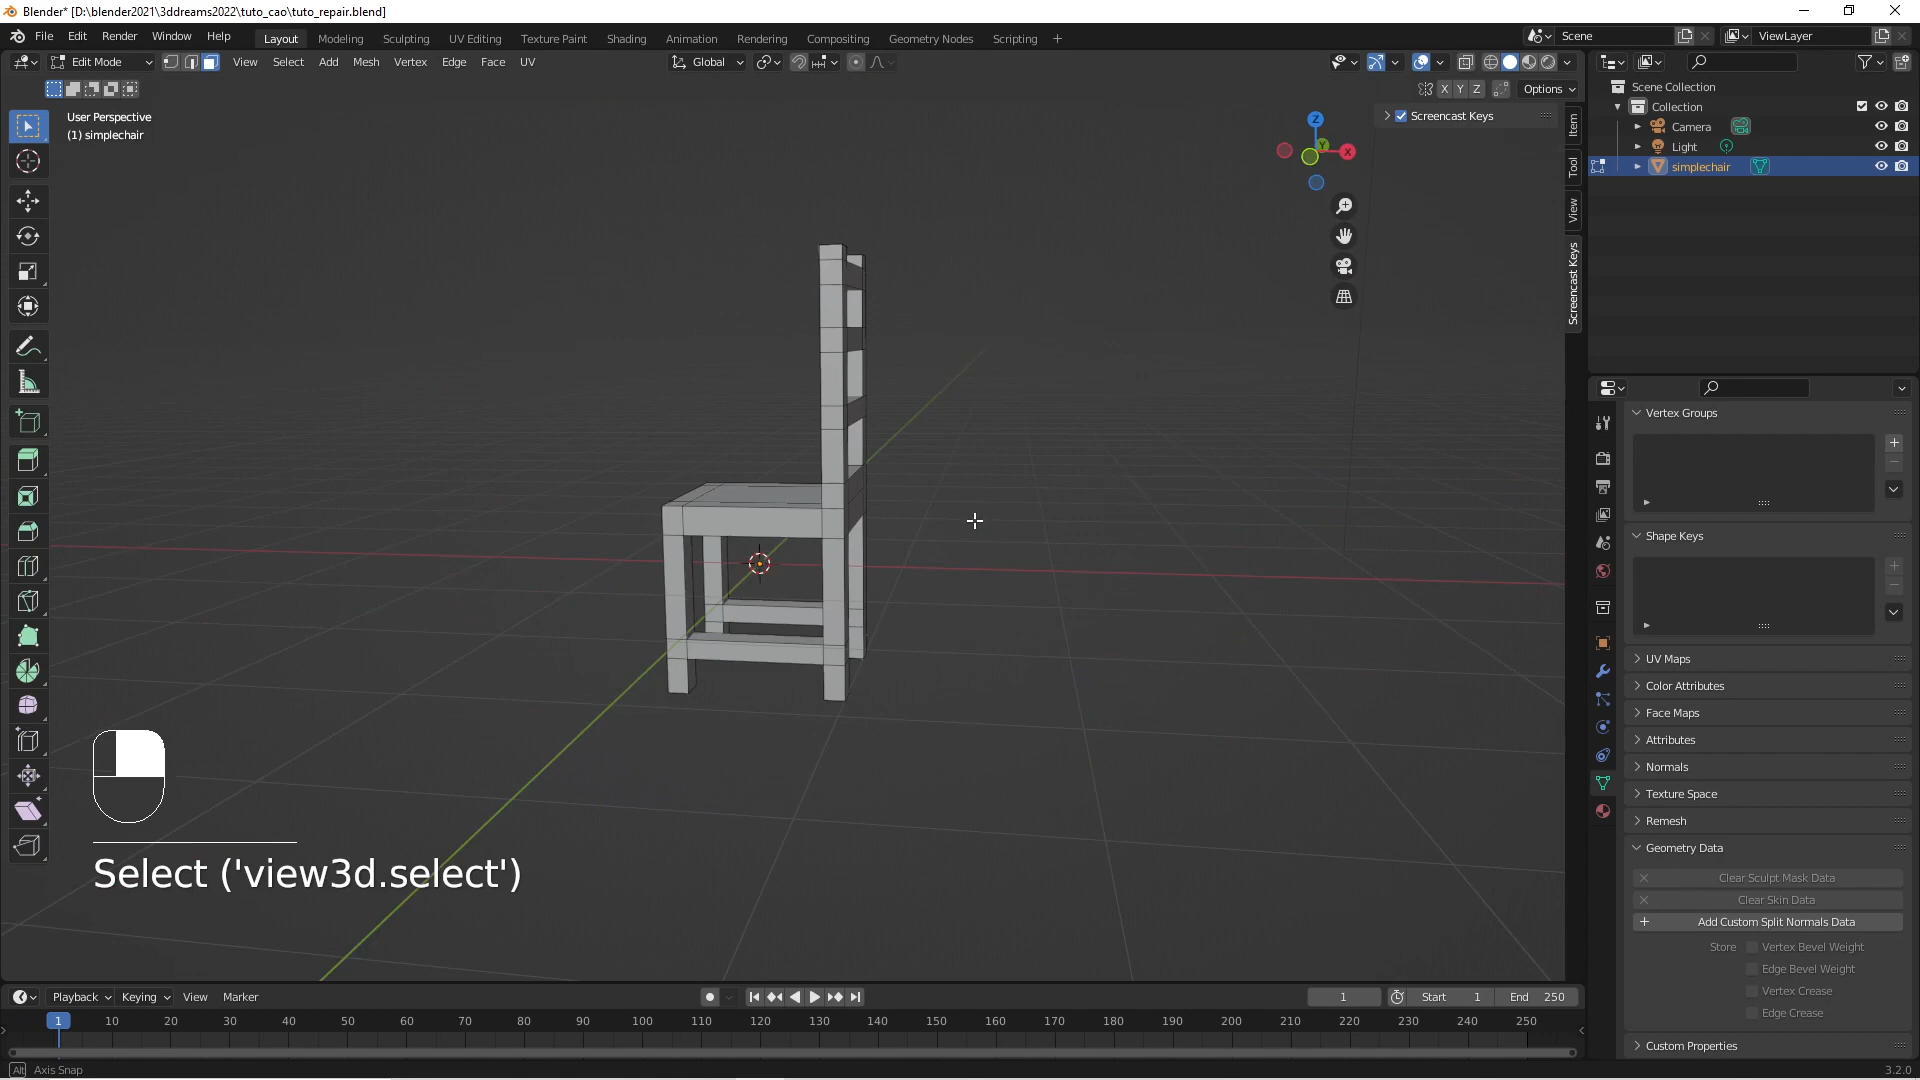 Blender* [D:\blender2021\3ddreams2022\tuto_cao\tuto_repair.blend]
File Edit Render Window Help Layout Modeling Sculpting UV Editing Texture Paint Shading Animation Rendering Compositing Geometry Nodes Scripting + Scene ViewLayer
Edit Mode View Select Add Mesh Vertex Edge Face UV Global
X Y Z Options
User Perspective
(1) simplechair
Screencast Keys
Z
Y
X
Item
Tool
View
Screencast Keys
Scene Collection
Collection
Camera
Light
simplechair
Vertex Groups
Shape Keys
UV Maps
Color Attributes
Face Maps
Attributes
Normals
Texture Space
Remesh
Geometry Data
Clear Sculpt Mask Data
Clear Skin Data
Add Custom Split Normals Data
Store Vertex Bevel Weight
Edge Bevel Weight
Vertex Crease
Edge Crease
Custom Properties
Select ('view3d.select')
Playback Keying View Marker 1 Start 1 End 250
1 10 20 30 40 50 60 70 80 90 100 110 120 130 140 150 160 170 180 190 200 210 220 230 240 250
Alt Axis Snap 3.2.0